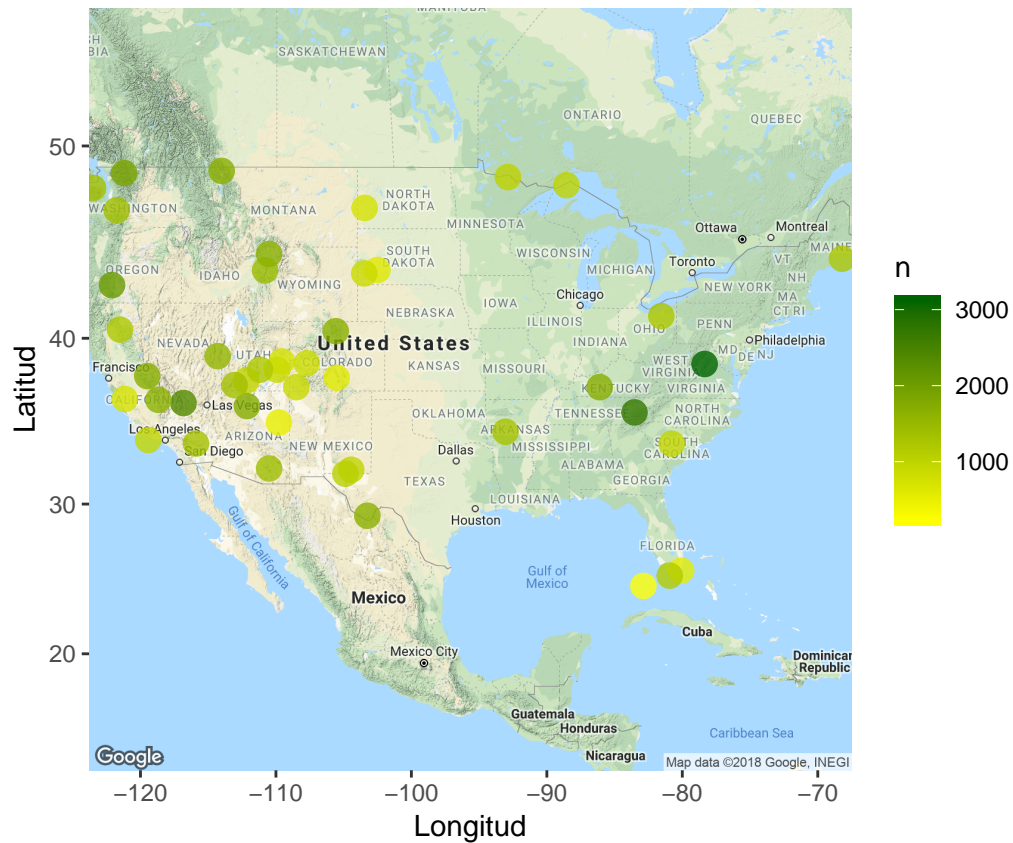 MANITOBA
SH
BIA
SASKATCHEWAN
ONTARIO
QUEBEC
50
WASHINGTON
MONTANA
NORTH
DAKOTA
MINNESOTA
Ottawa
Montreal
MAINE
OREGON
IDAHO
WYOMING
SOUTH
DAKOTA
WISCONSIN
MICHIGAN
Toronto
VT
NH
NEW YORK
MA
CT RI
Chicago
IOWA
ILLINOIS
INDIANA
OHIO
PENN
NEBRASKA
40
NEVADA
UTAH
United States
COLORADO
KANSAS
MISSOURI
WEST
VIRGINIA
MD
DE
NJ
Philadelphia
Francisco
CALIFORNIA
Las Vegas
KENTUCKY
VIRGINIA
Los Angeles
ARIZONA
NEW MEXICO
OKLAHOMA
ARKANSAS
TENNESSEE
NORTH
CAROLINA
San Diego
Dallas
MISSISSIPPI
ALABAMA
SOUTH
CAROLINA
TEXAS
GEORGIA
30
LOUISIANA
Houston
Gulf of California
FLORIDA
Gulf of
Mexico
Mexico
Cuba
20
Mexico City
Dominican
Republic
Guatemala
Honduras
Nicaragua
Caribbean Sea
Google
Map data ©2018 Google, INEGI
−120
−110
−100
−90
−80
−70
Longitud
Latitud
n
3000
2000
1000